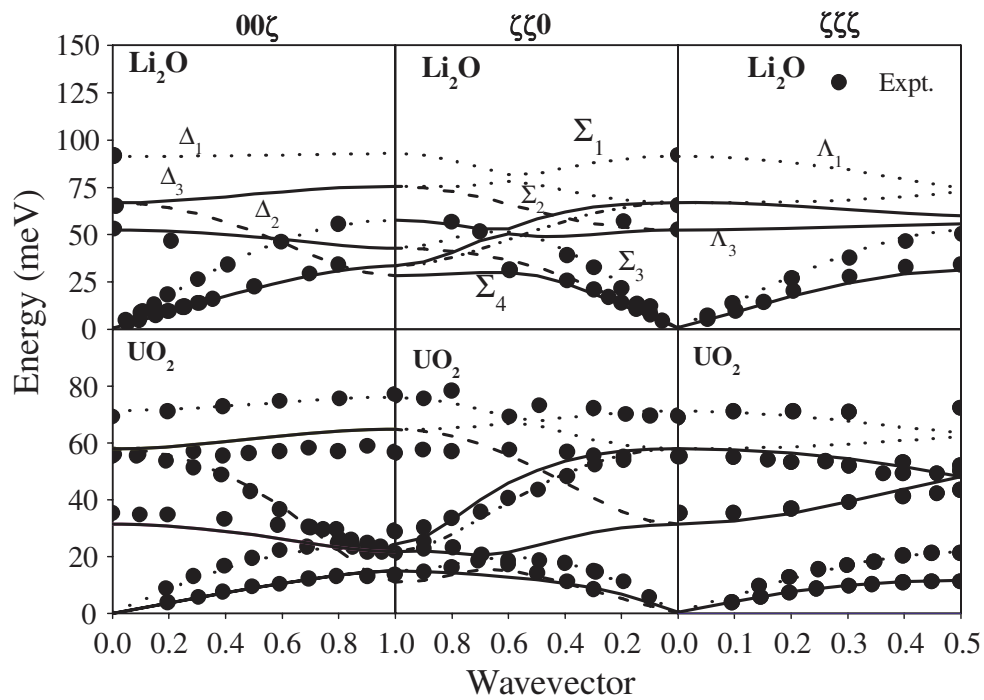 00ζ ζζ0 ζζζ
150
Li₂O Li₂O Li₂O
Expt.
125
100
Δ₁ Σ₁ Λ₁
75
Δ₃
Δ₂ Σ₂
50
Λ₃
Σ₃
25
Σ₄
0
Energy (meV)
UO₂ UO₂ UO₂
80
60
40
20
0
0.0 0.2 0.4 0.6 0.8 1.0 0.8 0.6 0.4 0.2 0.0 0.1 0.2 0.3 0.4 0.5
Wavevector